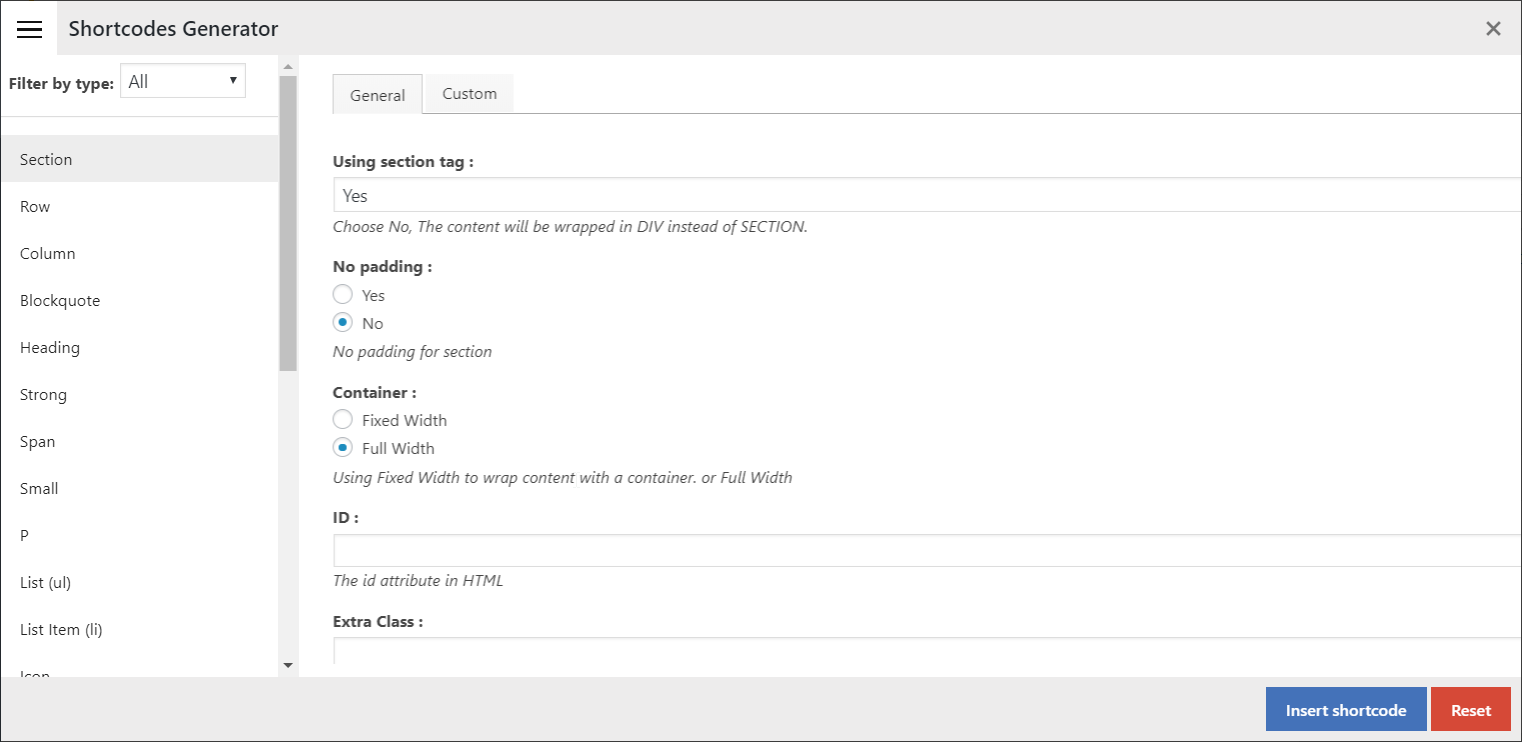 Shortcodes Generator
Filter by type: All
Section
Row
Column
Blockquote
Heading
Strong
Span
Small
P
List (ul)
List Item (li)
Icon
General Custom
Using section tag :
Yes
Choose No, The content will be wrapped in DIV instead of SECTION.
No padding :
Yes
No
No padding for section
Container :
Fixed Width
Full Width
Using Fixed Width to wrap content with a container. or Full Width
ID :
The id attribute in HTML
Extra Class :
Insert shortcode Reset